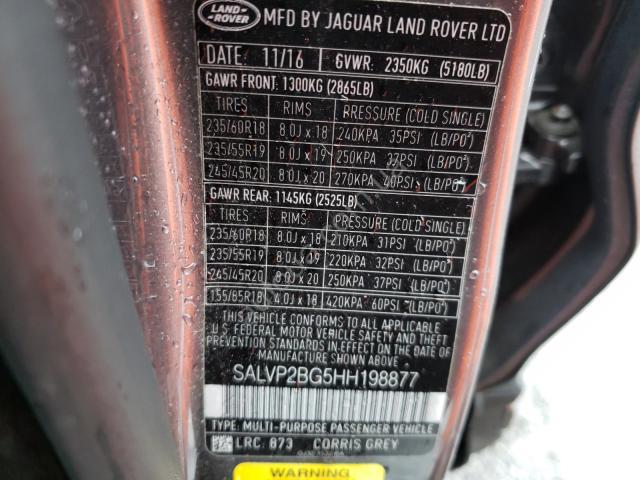 LAND-ROVER MFD BY JAGUAR LAND ROVER LTD
DATE: 11/16 GVWR: 2350KG (5180LB)
GAWR FRONT: 1300KG (2865LB)
TIRES RIMS PRESSURE (COLD SINGLE)
235/60R18 8.0J x 18 240KPA 35PSI (LB/PO²)
235/55R19 8.0J x 19 250KPA 37PSI (LB/PO²)
245/45R20 8.0J x 20 270KPA 40PSI (LB/PO²)
GAWR REAR: 1145KG (2525LB)
TIRES RIMS PRESSURE (COLD SINGLE)
235/60R18 8.0J x 18 210KPA 31PSI (LB/PO²)
235/55R19 8.0J x 19 220KPA 32PSI (LB/PO²)
245/45R20 8.0J x 20 250KPA 37PSI (LB/PO²)
155/85R18 4.0J x 18 420KPA 60PSI (LB/PO²)
THIS VEHICLE CONFORMS TO ALL APPLICABLE
U.S. FEDERAL MOTOR VEHICLE SAFETY AND THEFT
PREVENTION STANDARDS IN-EFFECT ON THE DATE
OF MANUFACTURE SHOWN ABOVE.
SALVP2BG5HH198877
TYPE: MULTI-PURPOSE PASSENGER VEHICLE
LRC: 873 CORRIS GREY
WARNING